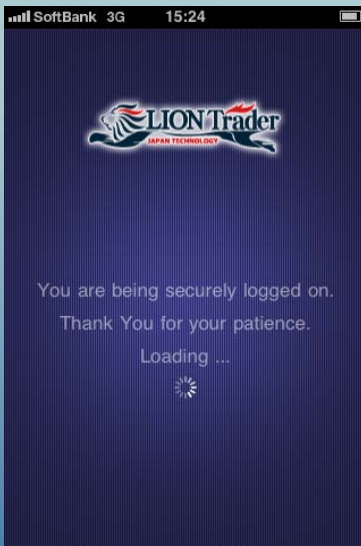 SoftBank 3G 15:24
LION Trader
JAPAN TECHNOLOGY
You are being securely logged on.
Thank You for your patience.
Loading ...